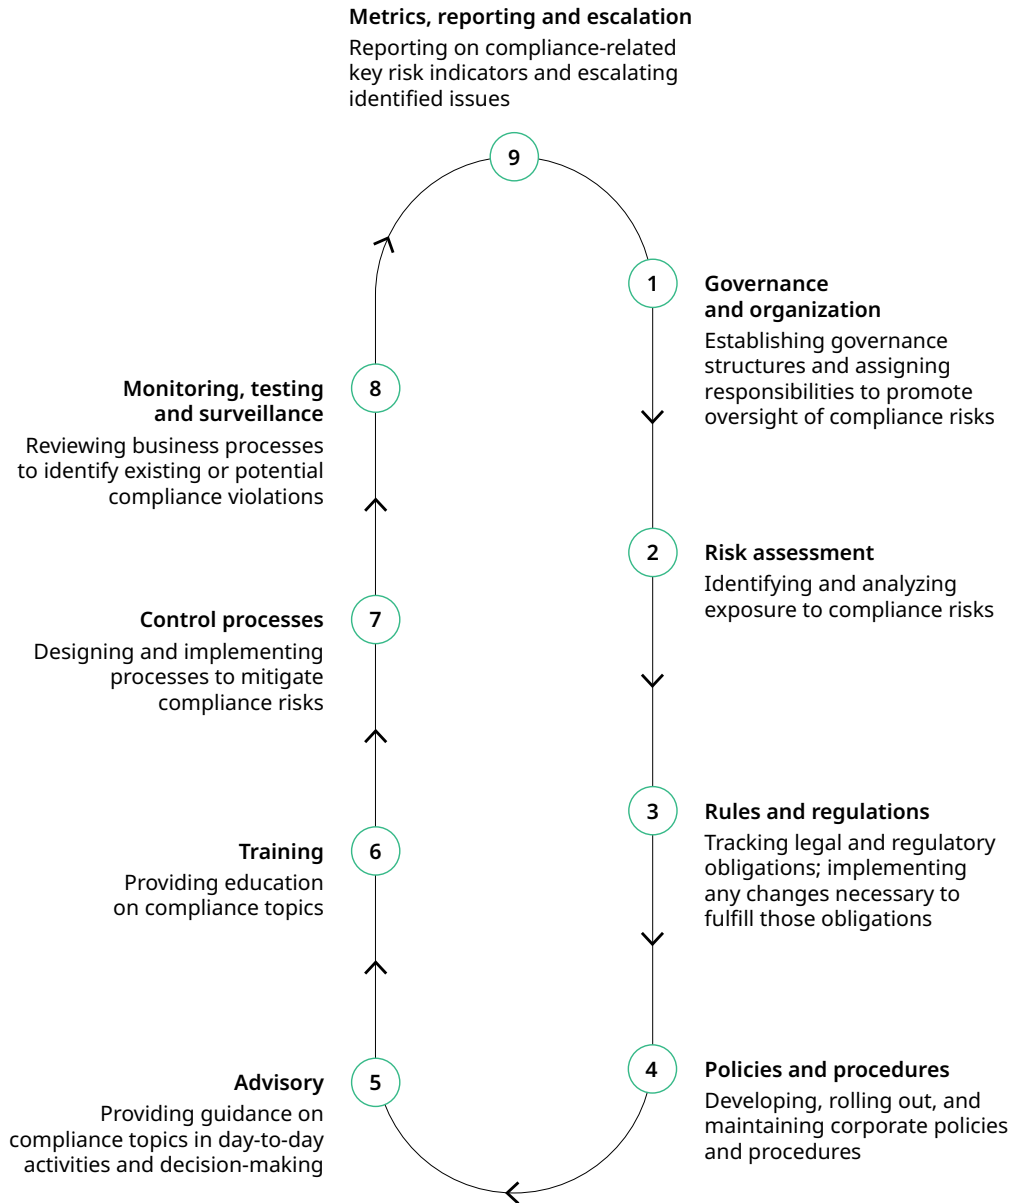 Metrics, reporting and escalation
Reporting on compliance-related
key risk indicators and escalating
identified issues
9
1
Governance
and organization
Establishing governance
structures and assigning
responsibilities to promote
oversight of compliance risks
2
Risk assessment
Identifying and analyzing
exposure to compliance risks
3
Rules and regulations
Tracking legal and regulatory
obligations; implementing
any changes necessary to
fulfill those obligations
4
Policies and procedures
Developing, rolling out, and
maintaining corporate policies
and procedures
5
Advisory
Providing guidance on
compliance topics in day-to-day
activities and decision-making
6
Training
Providing education
on compliance topics
7
Control processes
Designing and implementing
processes to mitigate
compliance risks
8
Monitoring, testing
and surveillance
Reviewing business processes
to identify existing or potential
compliance violations